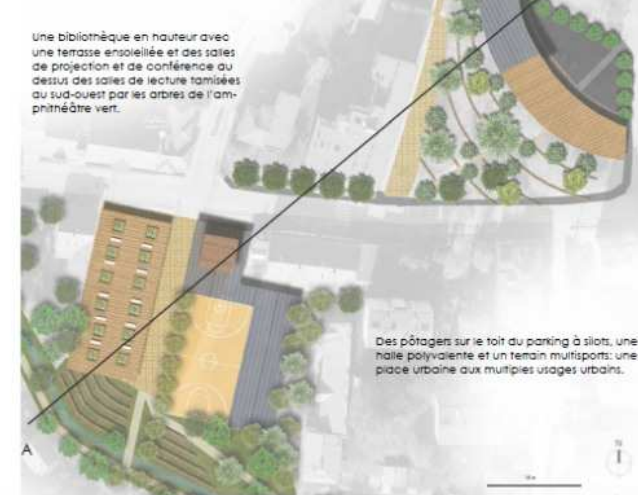 Une bibliothèque en hauteur avec
une terrasse ensoleillée et des salles
de projection et de conférence au
dessus des salles de lecture tamisées
au sud-ouest par les arbres de l'am-
phithéâtre vert.
Des pôtagers sur le toit du parking à silots, une
halle polyvalente et un terrain multisports: une
place urbaine aux multiples usages urbains.
A